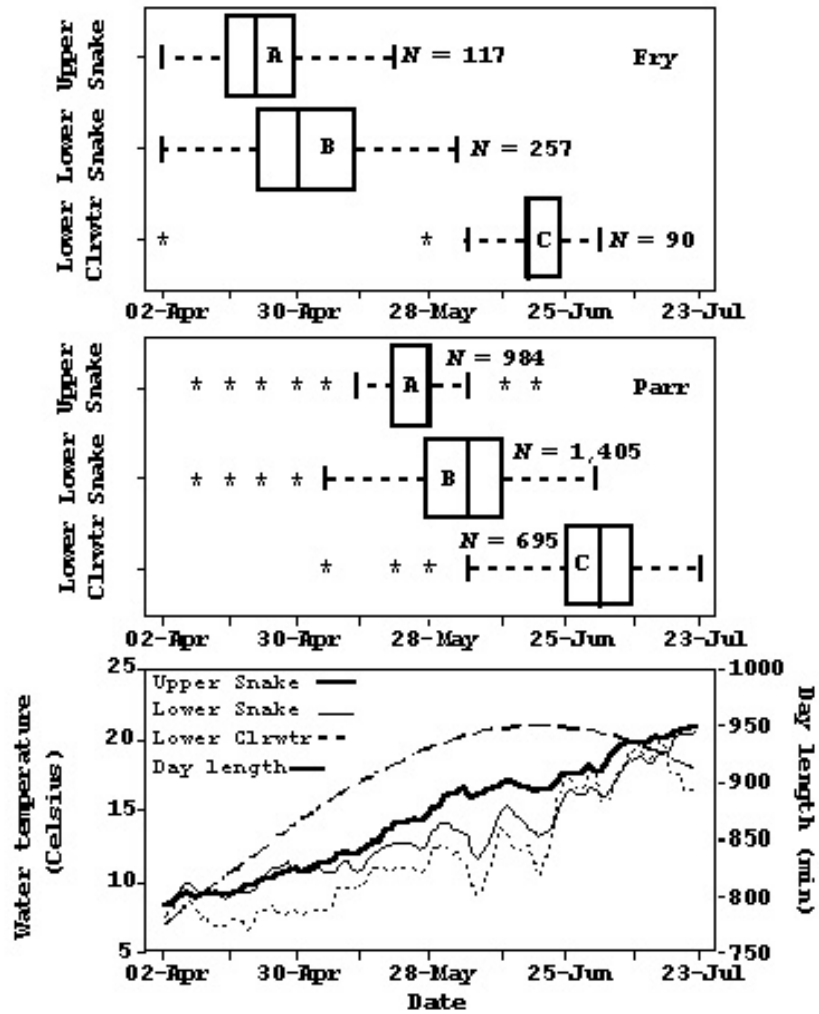 Upper Snake
Lower Snake
Lower Clrwtr
A
N = 117
Fry
B
N = 257
*
*
C
N = 90
02-Apr 30-Apr 28-May 25-Jun 23-Jul
Upper Snake
Lower Snake
Lower Clrwtr
N = 984
* * * * *
A
* *
Parr
N = 1,405
* * * *
B
N = 695
* * *
C
02-Apr 30-Apr 28-May 25-Jun 23-Jul
Water temperature
(Celsius)
25
20
15
10
5
Upper Snake
Lower Snake
Lower Clrwtr
Day length
1000
950
900
850
800
750
Day length (min)
02-Apr 30-Apr 28-May 25-Jun 23-Jul
Date